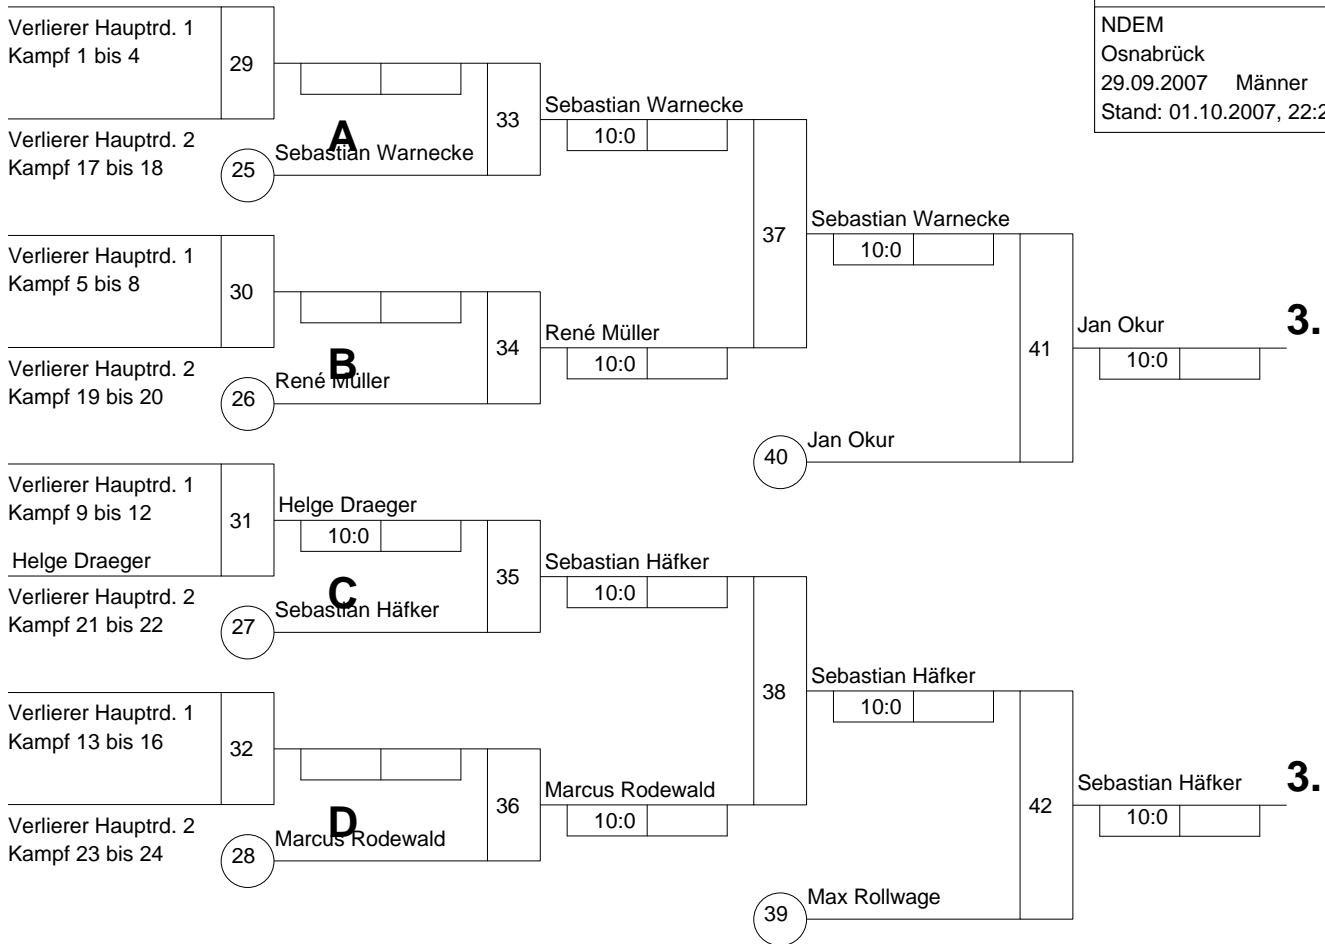 NDEM
Osnabrück
29.09.2007 Männer
Stand: 01.10.2007, 22:2
Verlierer Hauptrd. 1
Kampf 1 bis 4
29
Verlierer Hauptrd. 2
Kampf 17 bis 18
A
25
Sebastian Warnecke
33
Sebastian Warnecke
10:0
Verlierer Hauptrd. 1
Kampf 5 bis 8
30
Verlierer Hauptrd. 2
Kampf 19 bis 20
B
26
René Müller
34
René Müller
10:0
37
Sebastian Warnecke
10:0
40
Jan Okur
41
Jan Okur
10:0
3.
Verlierer Hauptrd. 1
Kampf 9 bis 12
31
Helge Draeger
Helge Draeger
10:0
Verlierer Hauptrd. 2
Kampf 21 bis 22
C
27
Sebastian Häfker
35
Sebastian Häfker
10:0
Verlierer Hauptrd. 1
Kampf 13 bis 16
32
Verlierer Hauptrd. 2
Kampf 23 bis 24
D
28
Marcus Rodewald
36
Marcus Rodewald
10:0
38
Sebastian Häfker
10:0
39
Max Rollwage
42
Sebastian Häfker
10:0
3.